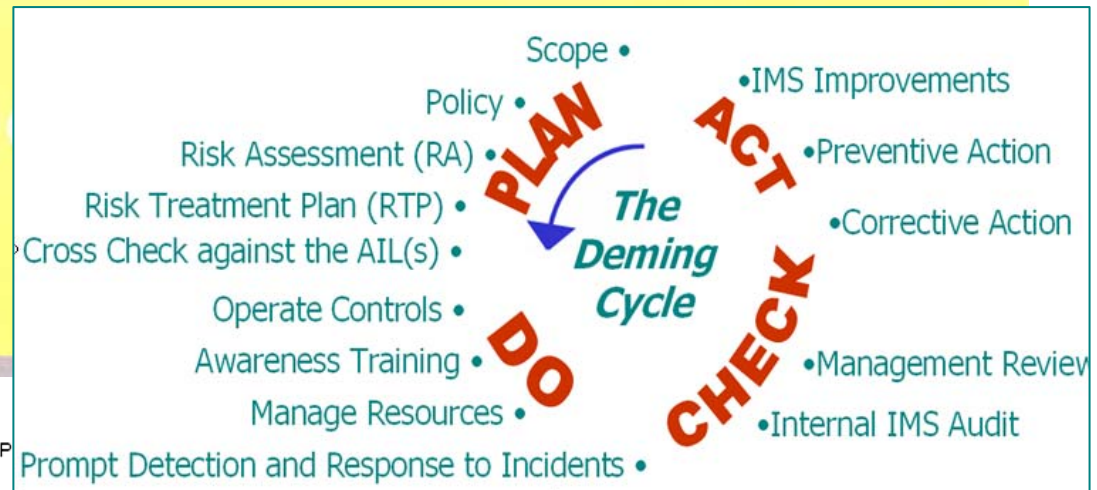 Scope •
Policy •
PLAN
Risk Assessment (RA) •
Risk Treatment Plan (RTP) •
Cross Check against the AIL(s) •
Operate Controls •
DO
Awareness Training •
Manage Resources •
Prompt Detection and Response to Incidents •
The
Deming
Cycle
ACT
•IMS Improvements
•Preventive Action
•Corrective Action
CHECK
•Management Review
•Internal IMS Audit
P